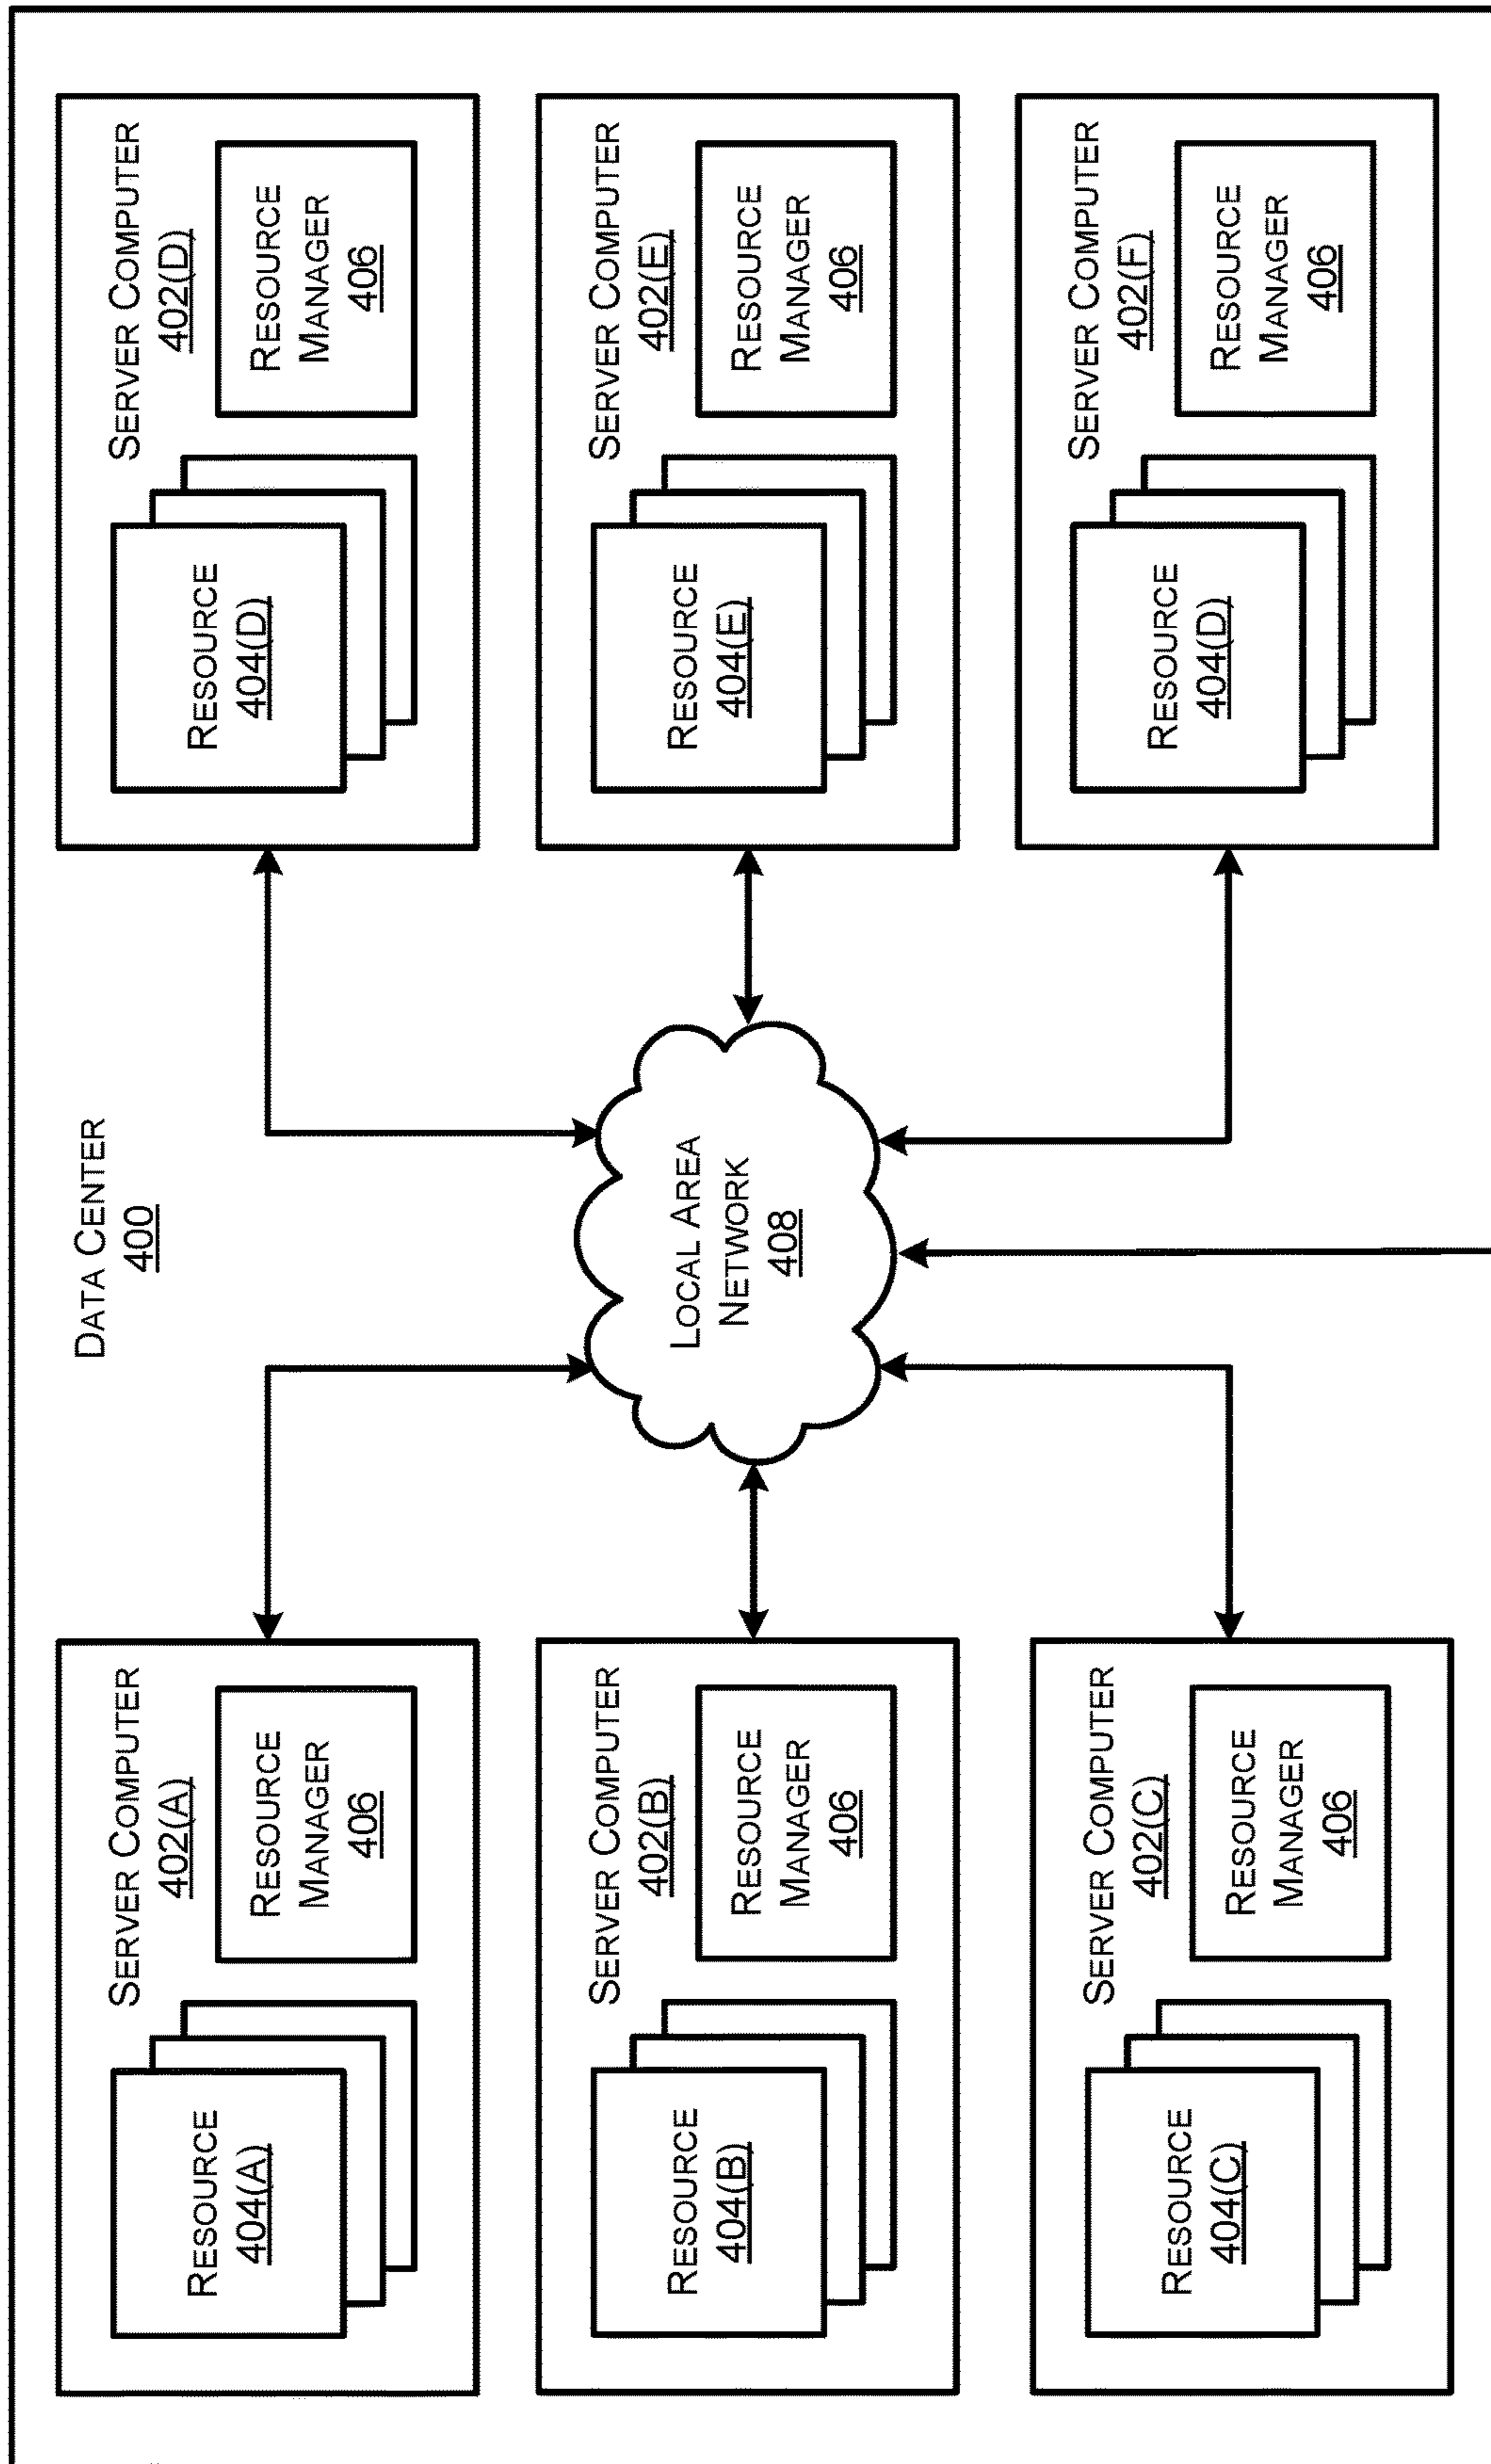 DATA CENTER
400
SERVER COMPUTER
402(A)
RESOURCE
404(A)
RESOURCE
MANAGER
406
SERVER COMPUTER
402(D)
RESOURCE
404(D)
RESOURCE
MANAGER
406
SERVER COMPUTER
402(B)
RESOURCE
404(B)
RESOURCE
MANAGER
406
LOCAL AREA
NETWORK
408
SERVER COMPUTER
402(E)
RESOURCE
404(E)
RESOURCE
MANAGER
406
SERVER COMPUTER
402(C)
RESOURCE
404(C)
RESOURCE
MANAGER
406
SERVER COMPUTER
402(F)
RESOURCE
404(D)
RESOURCE
MANAGER
406